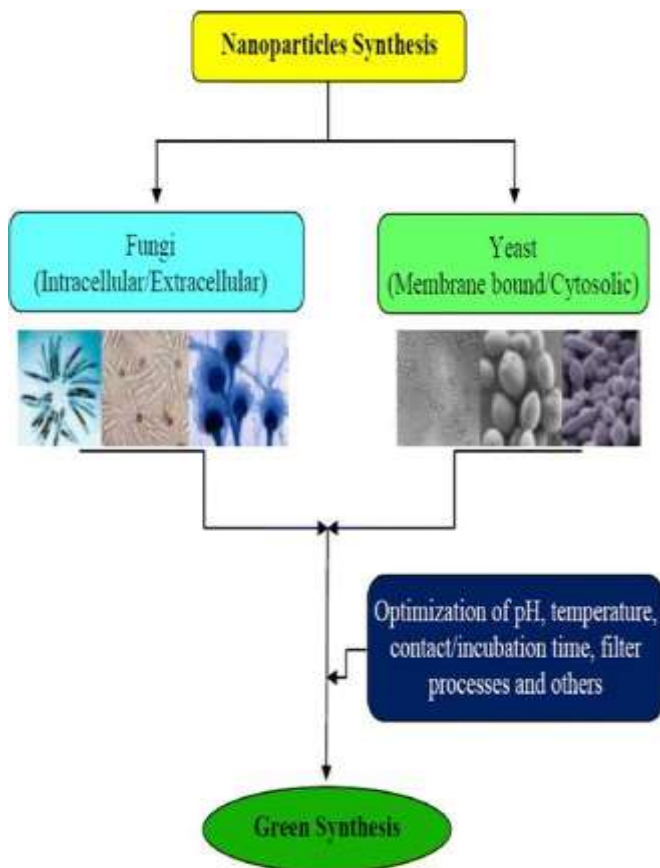 Nanoparticles Synthesis
Fungi
(Intracellular/Extracellular)
Yeast
(Membrane bound/Cytosolic)
Optimization of pH, temperature,
contact/incubation time, filter
processes and others
Green Synthesis